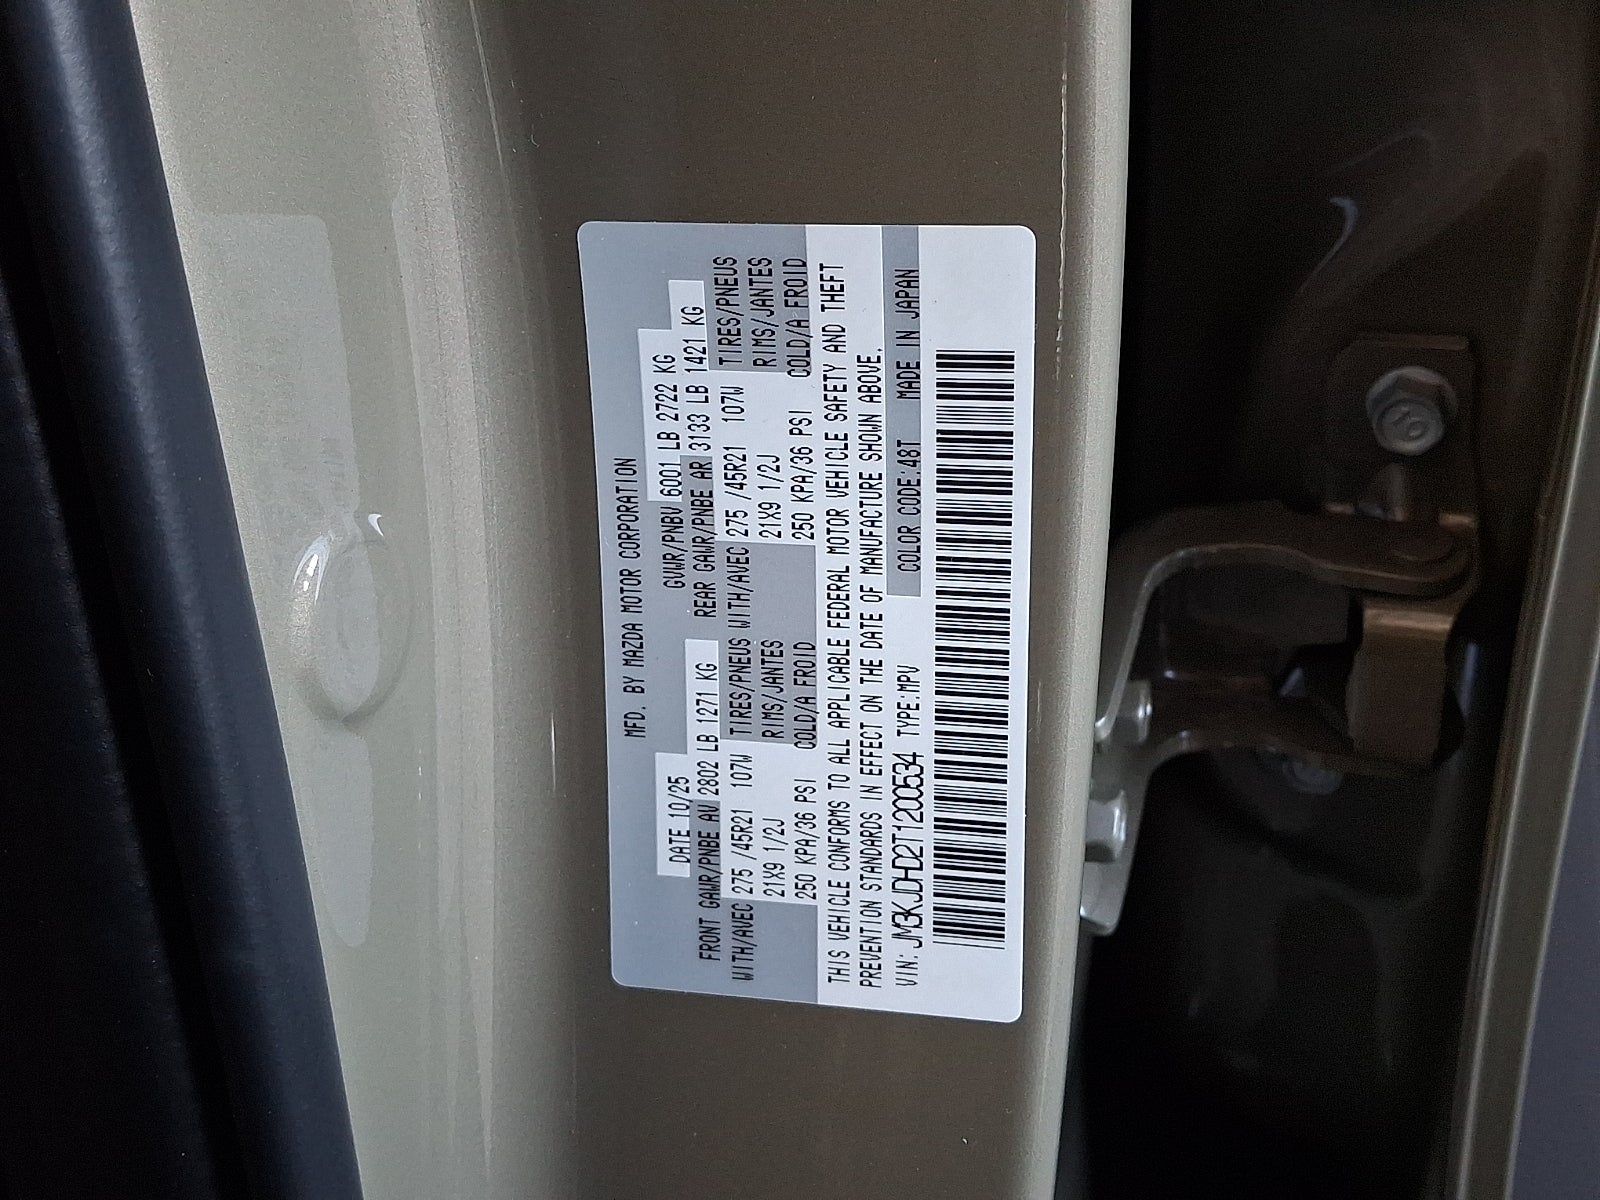 MFD. BY MAZDA MOTOR CORPORATION
DATE 10/25 GVWR/PNBV 6001 LB 2722 KG
FRONT GAWR/PNBE AV 2802 LB 1271 KG REAR GAWR/PNBE AR 3133 LB 1421 KG
WITH/AVEC 275 /45R21 107W TIRES/PNEUS WITH/AVEC 275 /45R21 107W TIRES/PNEUS
21X9 1/2J RIMS/JANTES 21X9 1/2J RIMS/JANTES
250 KPA/36 PSI COLD/A FROID 250 KPA/36 PSI COLD/A FROID
THIS VEHICLE CONFORMS TO ALL APPLICABLE FEDERAL MOTOR VEHICLE SAFETY AND THEFT
PREVENTION STANDARDS IN EFFECT ON THE DATE OF MANUFACTURE SHOWN ABOVE.
VIN: JM3KJDHD2T1200534 TYPE:MPV COLOR CODE:48T MADE IN JAPAN
10